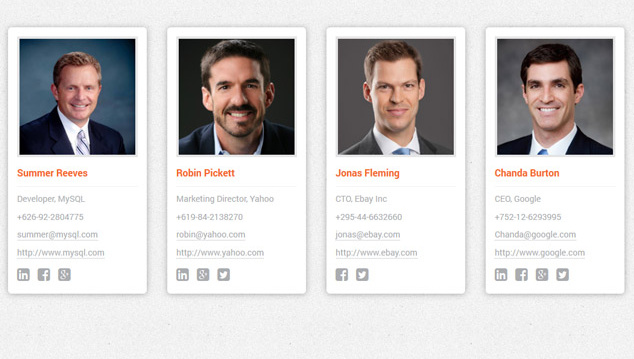 Summer Reeves
Developer, MySQL
+626-92-2804775
summer@mysql.com
http://www.mysql.com
Robin Pickett
Marketing Director, Yahoo
+619-84-2138270
robin@yahoo.com
http://www.yahoo.com
Jonas Fleming
CTO, Ebay Inc
+295-44-6632660
jonas@ebay.com
http://www.ebay.com
Chanda Burton
CEO, Google
+752-12-6293995
Chanda@google.com
http://www.google.com